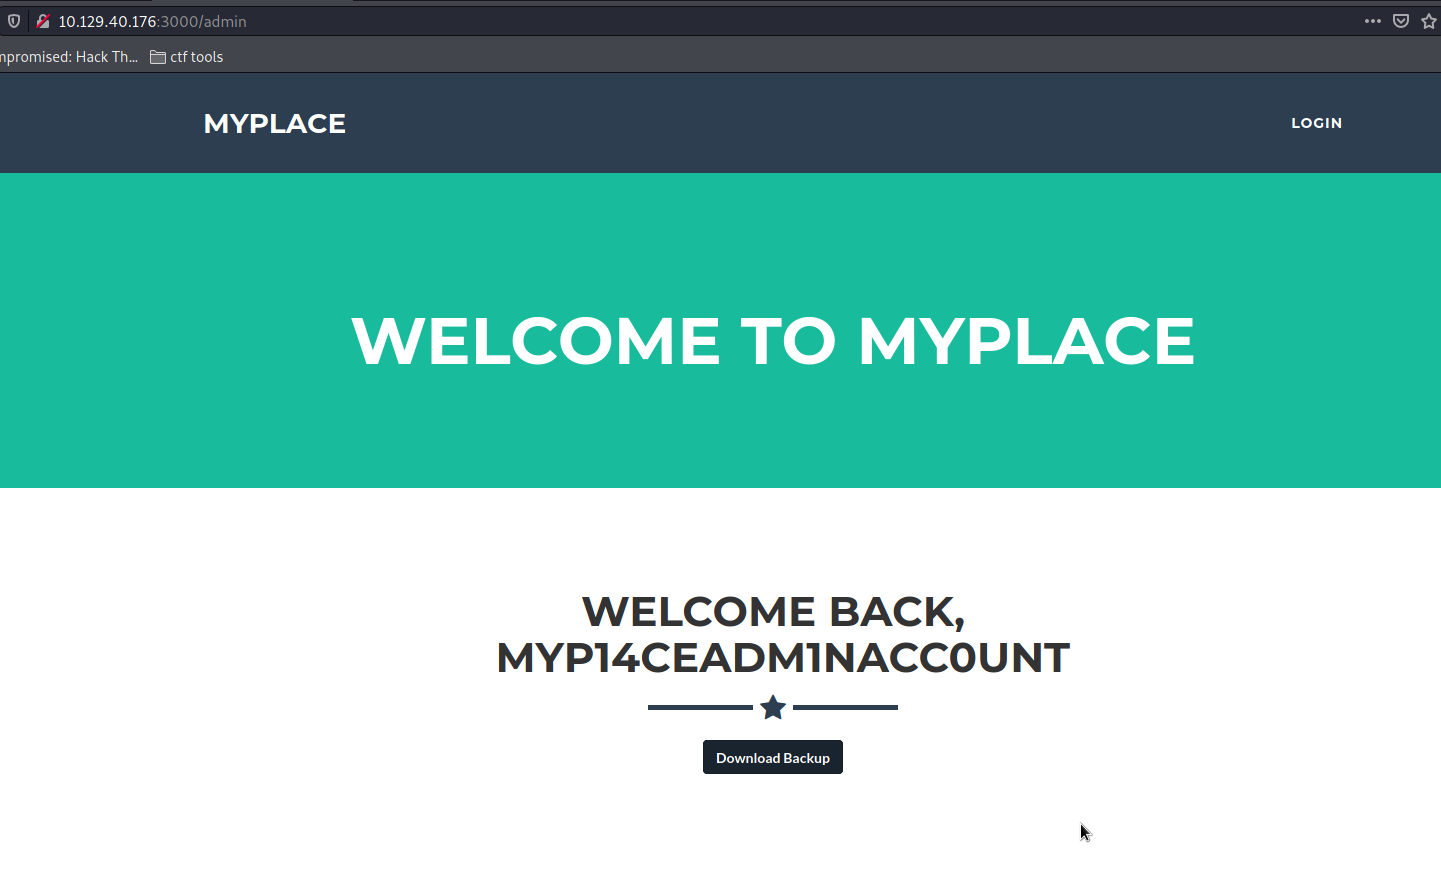 10.129.40.176:3000/admin
mpromised: Hack Th... ctf tools
MYPLACE LOGIN
WELCOME TO MYPLACE
WELCOME BACK,
MYP14CEADM1NACC0UNT
Download Backup